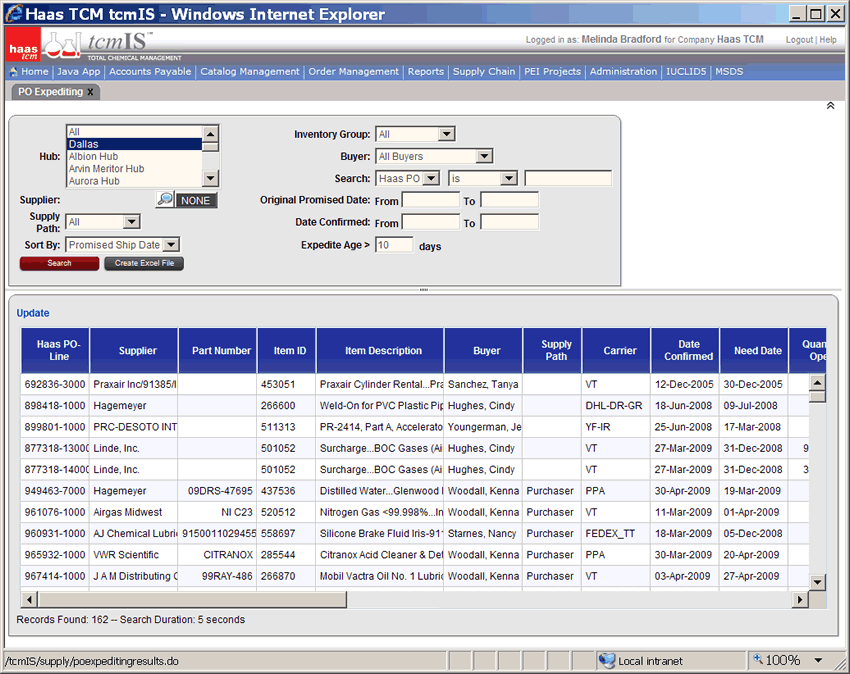 Haas TCM tcmIS - Windows Internet Explorer
haas tcm
tcmIS™
TOTAL CHEMICAL MANAGEMENT
Logged in as: Melinda Bradford for Company Haas TCM
Logout | Help
Home | Java App | Accounts Payable | Catalog Management | Order Management | Reports | Supply Chain | PEI Projects | Administration | IUCLID5 | MSDS
PO Expediting X
Hub:
All
Dallas
Albion Hub
Arvin Meritor Hub
Aurora Hub
Supplier: NONE
Supply Path: All
Sort By: Promised Ship Date
Search
Create Excel File
Inventory Group: All
Buyer: All Buyers
Search: Haas PO is
Original Promised Date: From To
Date Confirmed: From To
Expedite Age > 10 days
Update
Haas PO-Line Supplier Part Number Item ID Item Description Buyer Supply Path Carrier Date Confirmed Need Date Quan Ope
692836-3000 Praxair Inc/91385/I 453051 Praxair Cylinder Rental...Pra Sanchez, Tanya VT 12-Dec-2005 30-Dec-2005
898418-1000 Hagemeyer 266600 Weld-On for PVC Plastic Pip Hughes, Cindy DHL-DR-GR 18-Jun-2008 09-Jul-2008
899801-1000 PRC-DESOTO INT 511313 PR-2414, Part A, Accelerato Youngerman, Je YF-IR 25-Jun-2008 17-Mar-2008
877318-13000 Linde, Inc. 501052 Surcharge...BOC Gases (Ai Hughes, Cindy VT 27-Mar-2009 31-Dec-2008 9
877318-14000 Linde, Inc. 501052 Surcharge...BOC Gases (Ai Hughes, Cindy VT 27-Mar-2009 31-Dec-2008 3
949463-7000 Hagemeyer 09DRS-47695 437536 Distilled Water...Glenwood Woodall, Kenna Purchaser PPA 30-Apr-2009 19-Mar-2009
961076-1000 Airgas Midwest NI C23 520512 Nitrogen Gas <99.998%...In Woodall, Kenna Purchaser VT 11-Mar-2009 01-Apr-2009
960931-1000 AJ Chemical Lubri 9150011029455 558697 Silicone Brake Fluid Iris-91 Starnes, Nancy Purchaser FEDEX_TT 18-Mar-2009 05-Dec-2008
965932-1000 VWR Scientific CITRANOX 285544 Citranox Acid Cleaner & Det Woodall, Kenna Purchaser PPA 30-Mar-2009 20-Apr-2009
967414-1000 J A M Distributing C 99RAY-486 266870 Mobil Vactra Oil No. 1 Lubric Woodall, Kenna Purchaser VT 03-Apr-2009 27-Apr-2009
Records Found: 162 -- Search Duration: 5 seconds
/tcmIS/supply/poexpeditingresults.do
Local intranet
100%